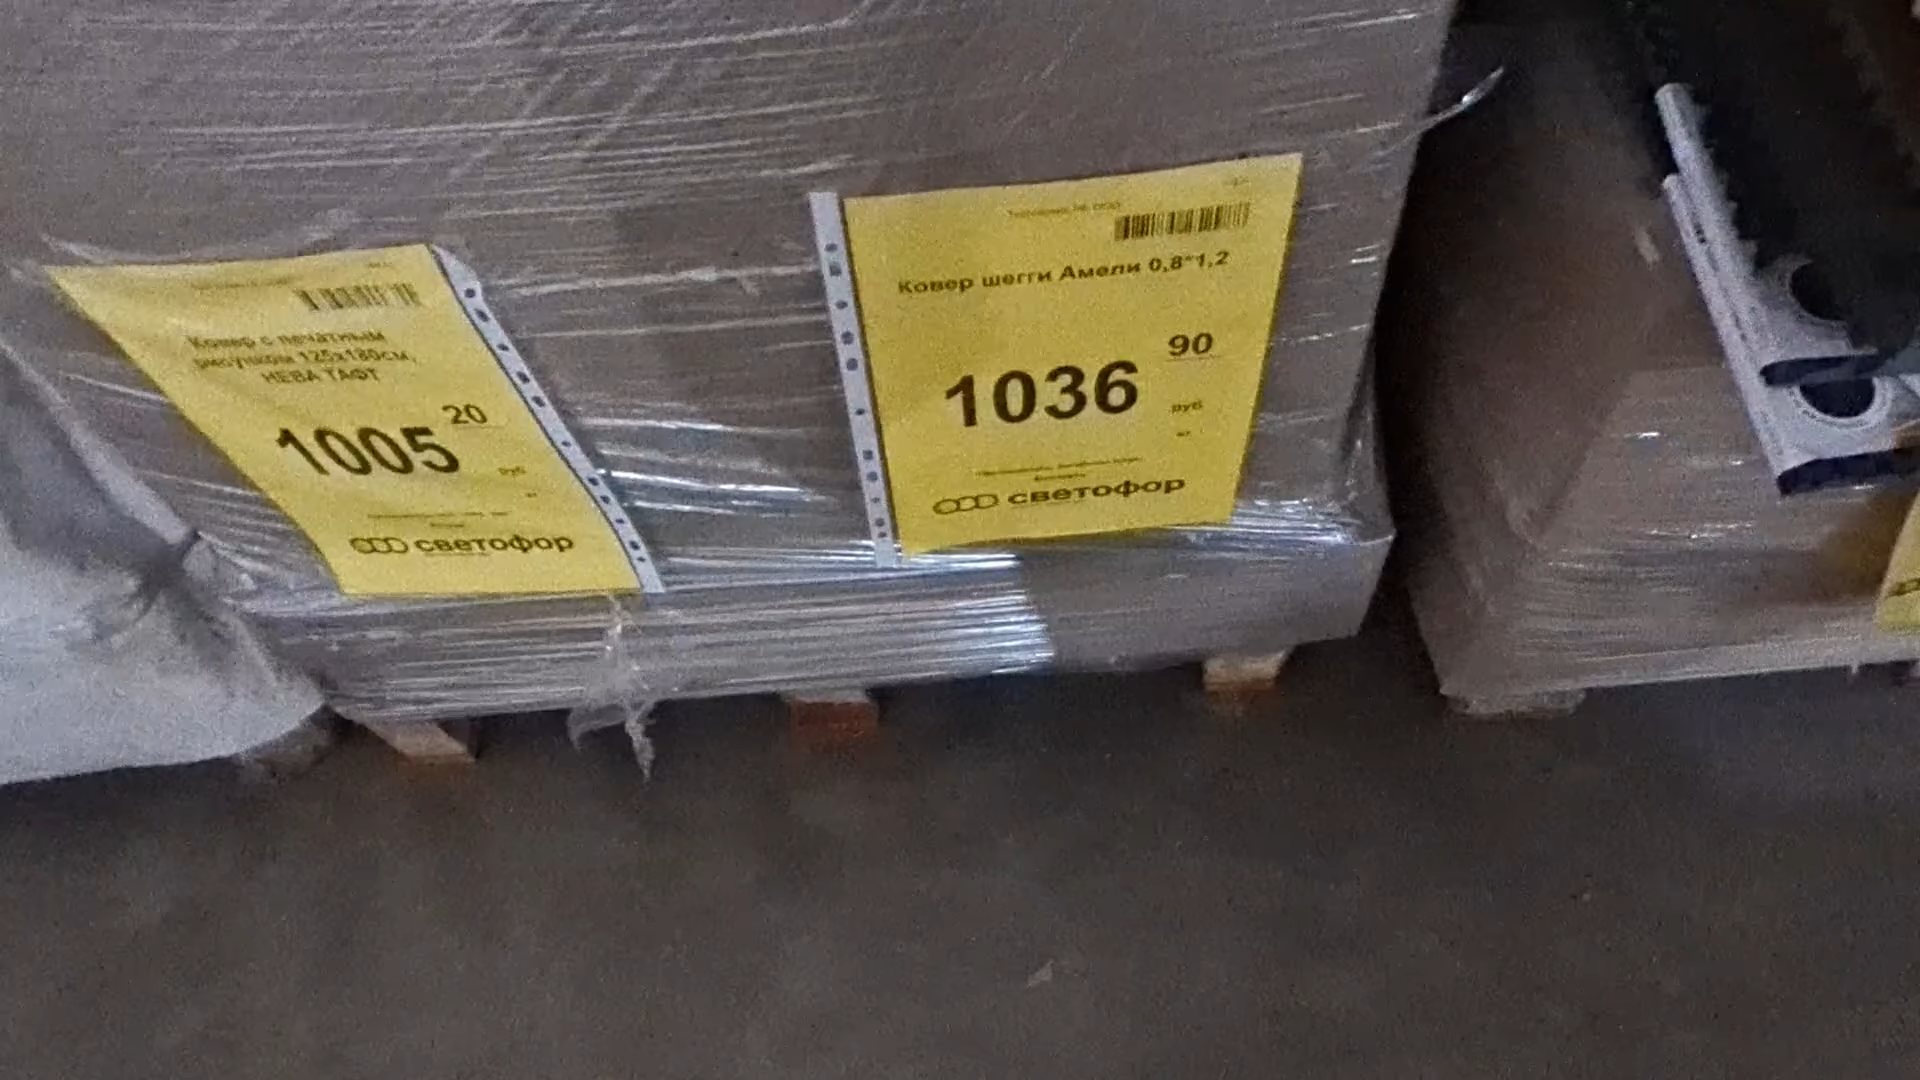 Ковер с печатным
рисунком 125х180см,
НЕВА ТАФТ
1005 20
руб
светофор
Ковер шегги Амели 0,8*1,2
1036 90
руб
светофор